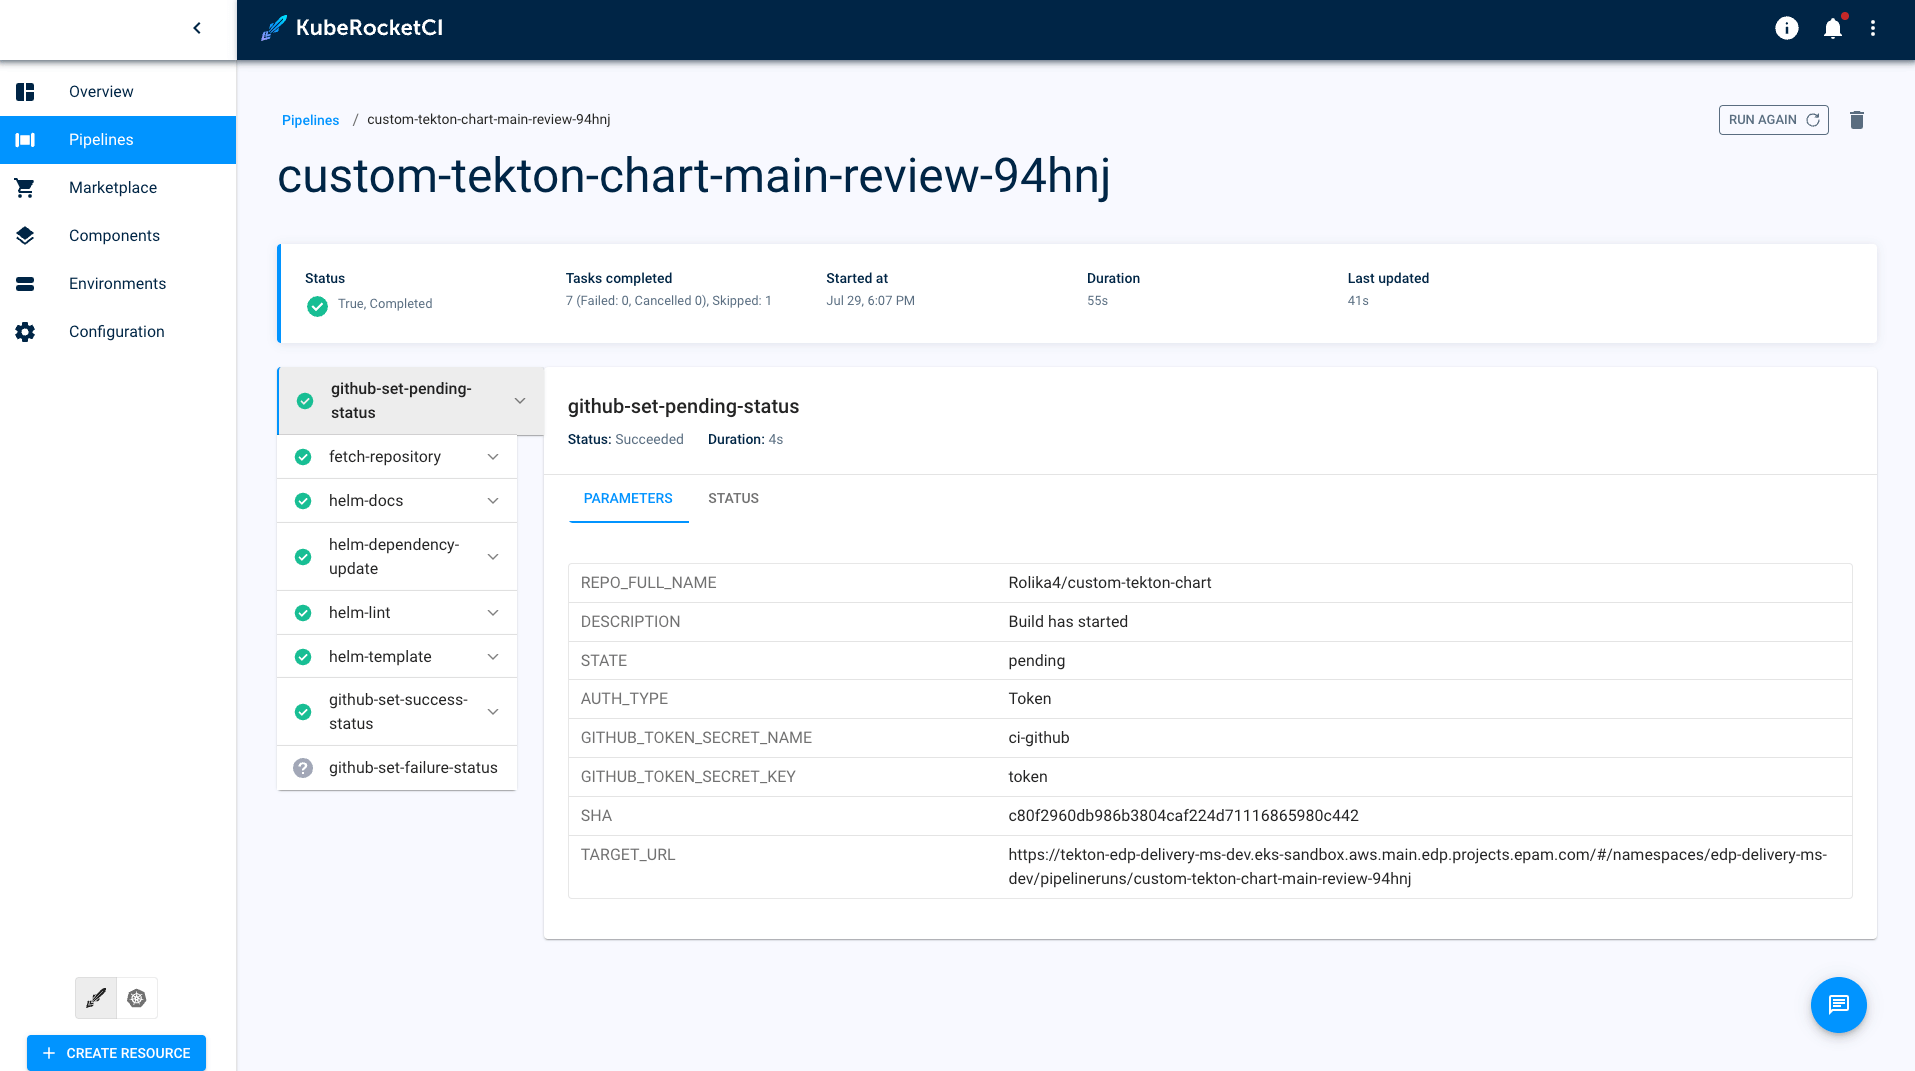 KubeRocketCI
Overview
Pipelines
Marketplace
Components
Environments
Configuration
CREATE RESOURCE
Pipelines / custom-tekton-chart-main-review-94hnj
RUN AGAIN
custom-tekton-chart-main-review-94hnj
Status
True, Completed
Tasks completed
7 (Failed: 0, Cancelled 0), Skipped: 1
Started at
Jul 29, 6:07 PM
Duration
55s
Last updated
41s
github-set-pending-
status
fetch-repository
helm-docs
helm-dependency-
update
helm-lint
helm-template
github-set-success-
status
github-set-failure-status
github-set-pending-status
Status: Succeeded Duration: 4s
PARAMETERS STATUS
REPO_FULL_NAME Rolika4/custom-tekton-chart
DESCRIPTION Build has started
STATE pending
AUTH_TYPE Token
GITHUB_TOKEN_SECRET_NAME ci-github
GITHUB_TOKEN_SECRET_KEY token
SHA c80f2960db986b3804caf224d71116865980c442
TARGET_URL https://tekton-edp-delivery-ms-dev.eks-sandbox.aws.main.edp.projects.epam.com/#/namespaces/edp-delivery-ms-
dev/pipelineruns/custom-tekton-chart-main-review-94hnj